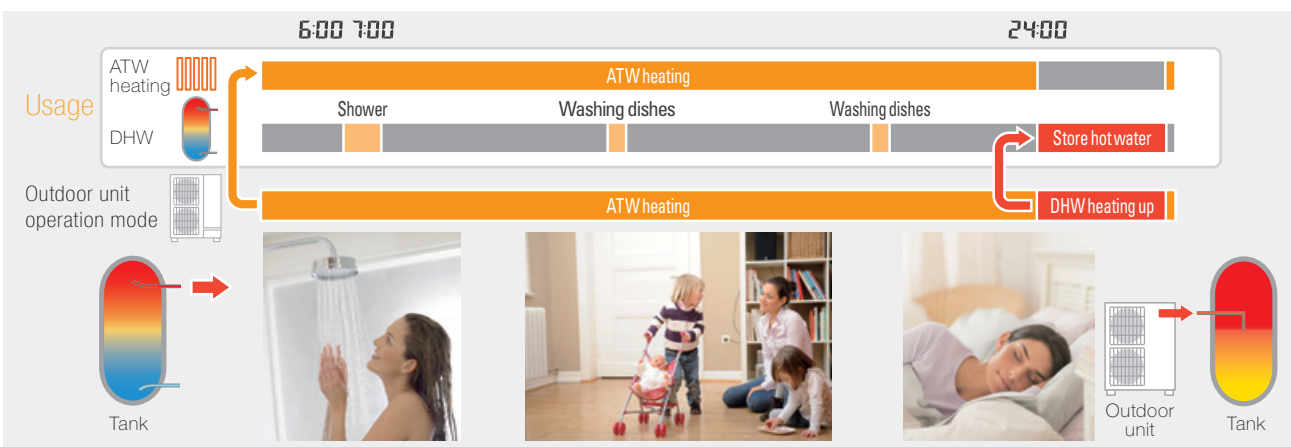 6:00 7:00 24:00
Usage
ATW
heating
ATW heating
Shower Washing dishes Washing dishes
DHW
Store hot water
Outdoor unit
operation mode
ATW heating DHW heating up
Tank
Outdoor
unit
Tank